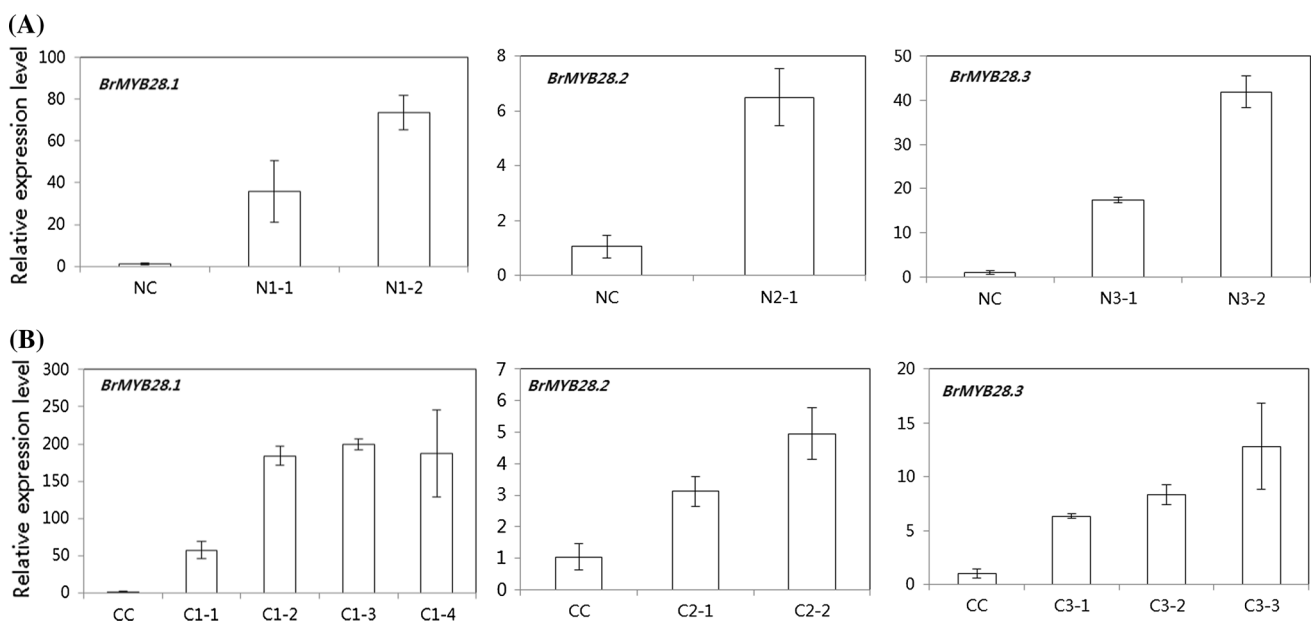 (A)
Relative expression level
100
80
60
40
20
0
BrMYB28.1
NC N1-1 N1-2
8
6
4
2
0
BrMYB28.2
NC N2-1
50
40
30
20
10
0
BrMYB28.3
NC N3-1 N3-2
(B)
Relative expression level
300
250
200
150
100
50
0
BrMYB28.1
CC C1-1 C1-2 C1-3 C1-4
7
6
5
4
3
2
1
0
BrMYB28.2
CC C2-1 C2-2
20
15
10
5
0
BrMYB28.3
CC C3-1 C3-2 C3-3